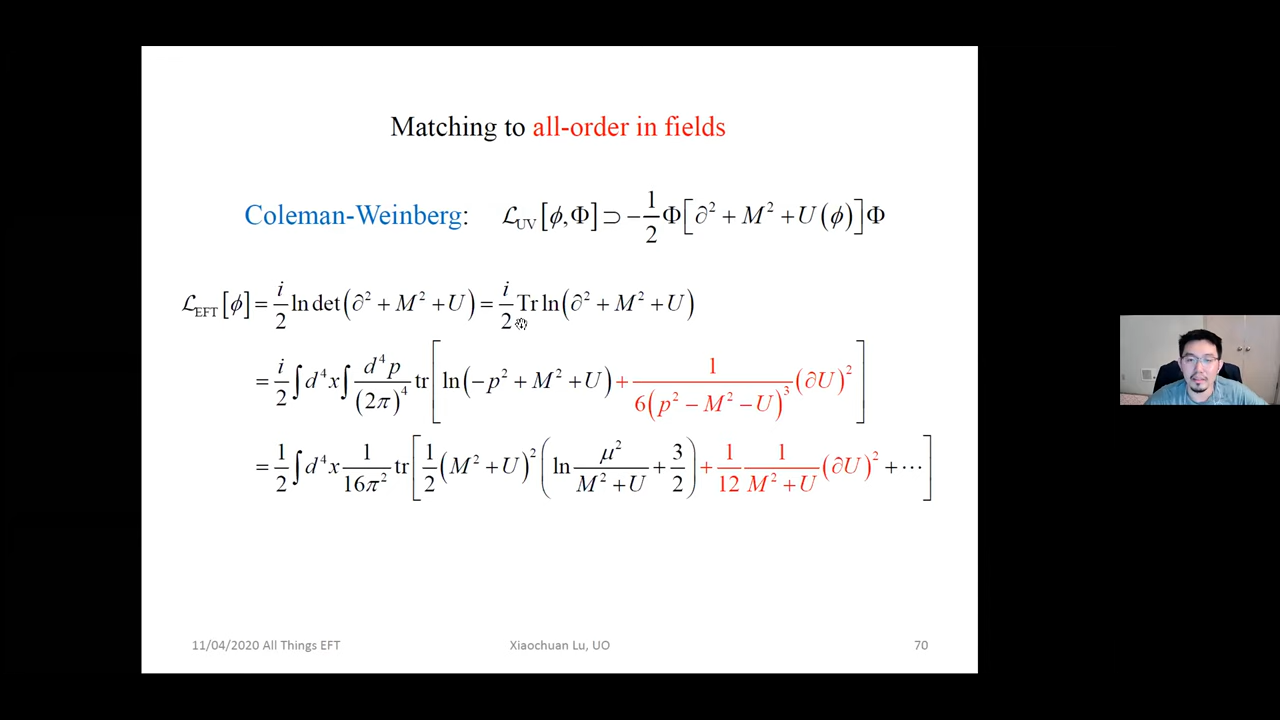 Matching to all-order in fields
Coleman-Weinberg: ℒ_UV[ϕ,Φ] ⊃ −1/2 Φ[∂² + M² + U(ϕ)]Φ
ℒ_EFT[ϕ] = i/2 ln det(∂² + M² + U) = i/2 Tr ln(∂² + M² + U)
= i/2 ∫d⁴x ∫ d⁴p/(2π)⁴ tr[ln(−p² + M² + U) + 1/(6(p² − M² − U)³) (∂U)²]
= 1/2 ∫d⁴x 1/(16π²) tr[1/2 (M² + U)² (ln μ²/(M² + U) + 3/2) + 1/12 1/(M² + U) (∂U)² + ⋯]
11/04/2020 All Things EFT
Xiaochuan Lu, UO
70